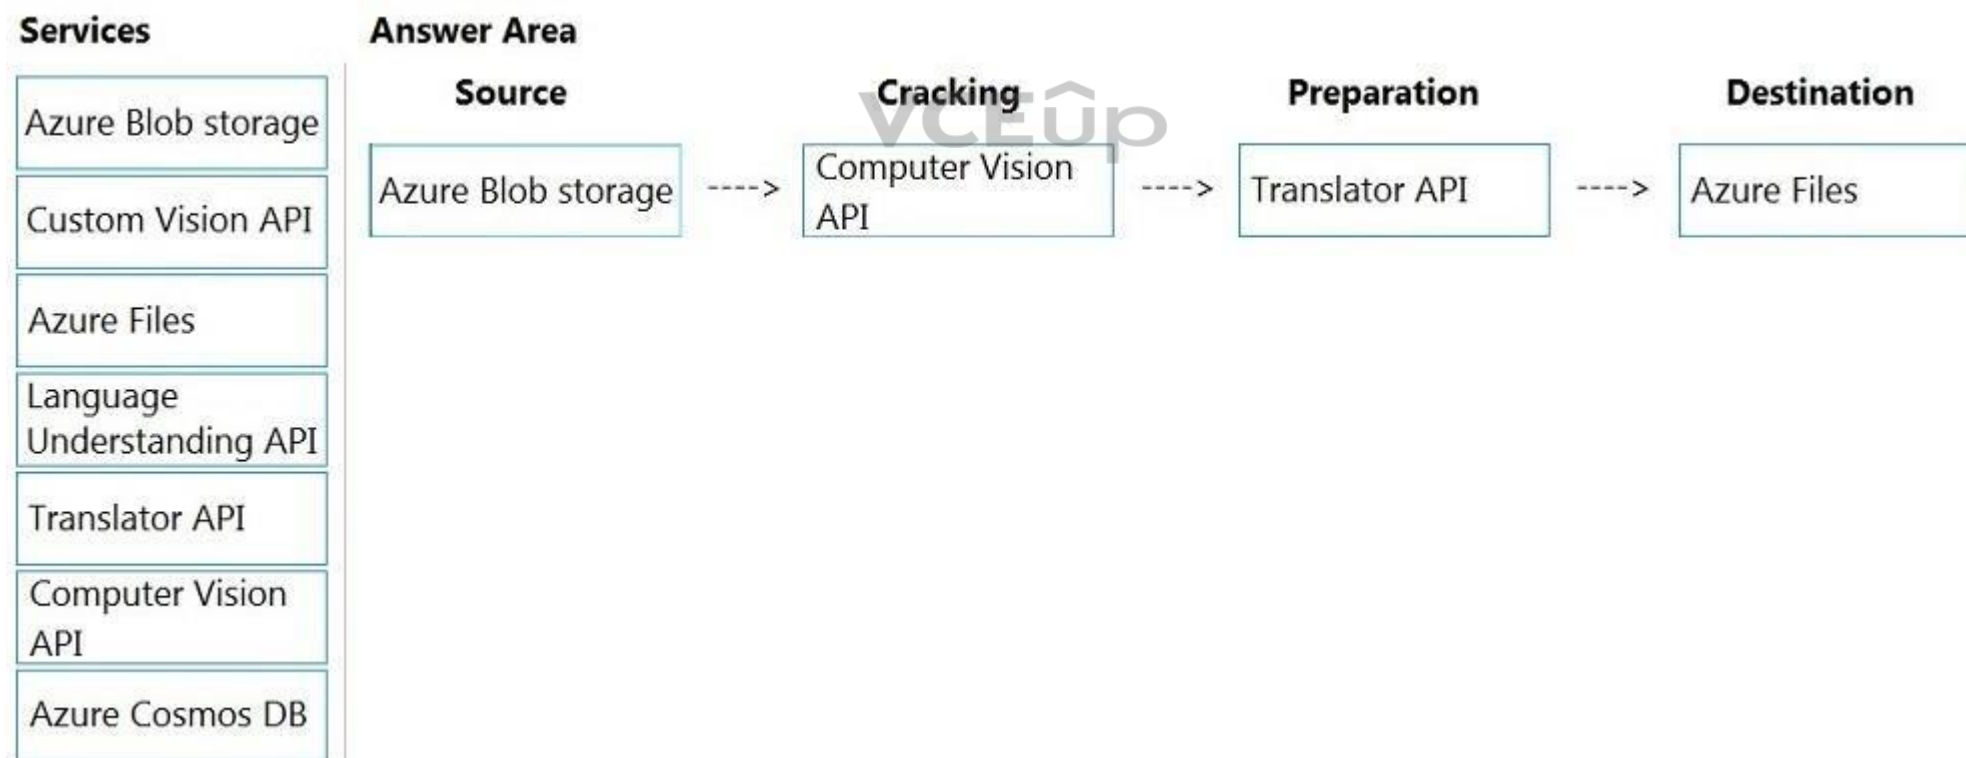 Services
Azure Blob storage
Custom Vision API
Azure Files
Language
Understanding API
Translator API
Computer Vision
API
Azure Cosmos DB
Answer Area
Source
Cracking
Preparation
Destination
VCEûp
Azure Blob storage
---->
Computer Vision
API
---->
Translator API
---->
Azure Files